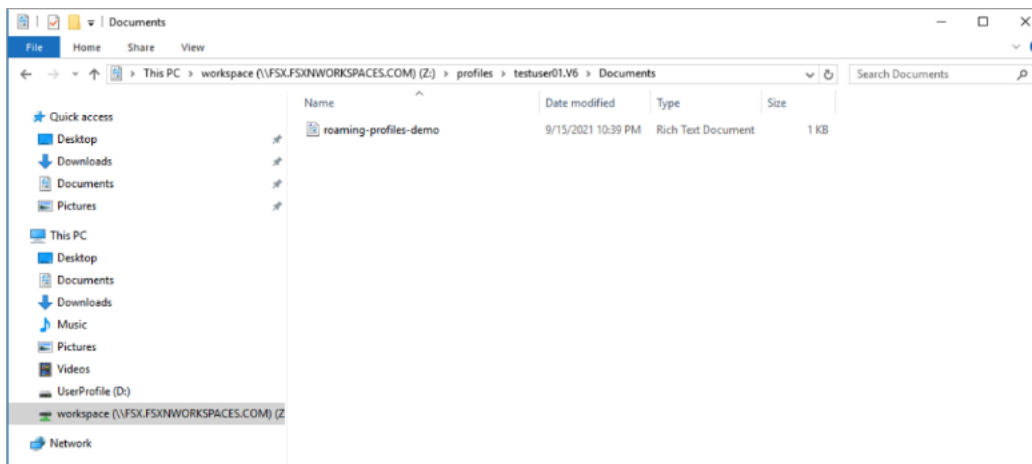 Documents
File Home Share View
This PC > workspace (\\FSX.FSXNWORKSPACES.COM) (Z:) > profiles > testuser01.V6 > Documents
Search Documents
Name Date modified Type Size
roaming-profiles-demo 9/15/2021 10:39 PM Rich Text Document 1 KB
Quick access
Desktop
Downloads
Documents
Pictures
This PC
Desktop
Documents
Downloads
Music
Pictures
Videos
UserProfile (D:)
workspace (\\FSX.FSXNWORKSPACES.COM) (Z
Network